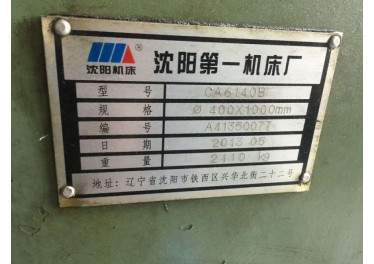 沈阳机床® 沈阳第一机床厂
型号 CA6140B
规格 Ø 400X1000mm
编号 A41350077
日期 2013 05
重量 2110 kg
地址: 辽宁省沈阳市铁西区兴华北街二十二号